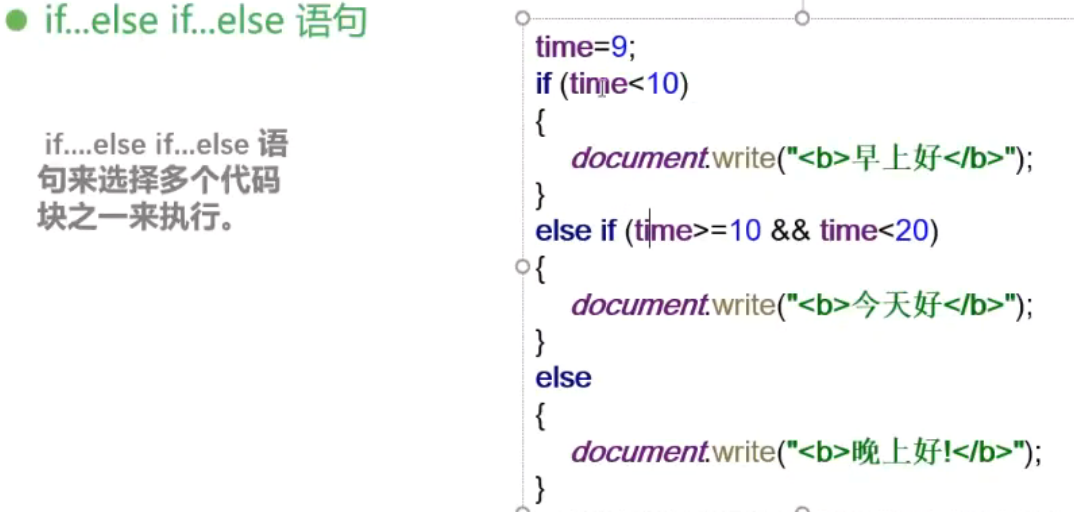 if...else if...else 语句
if....else if...else 语
句来选择多个代码
块之一来执行。
time=9;
if (time<10)
{
document.write("<b>早上好</b>");
}
else if (time>=10 && time<20)
{
document.write("<b>今天好</b>");
}
else
{
document.write("<b>晚上好!</b>");
}